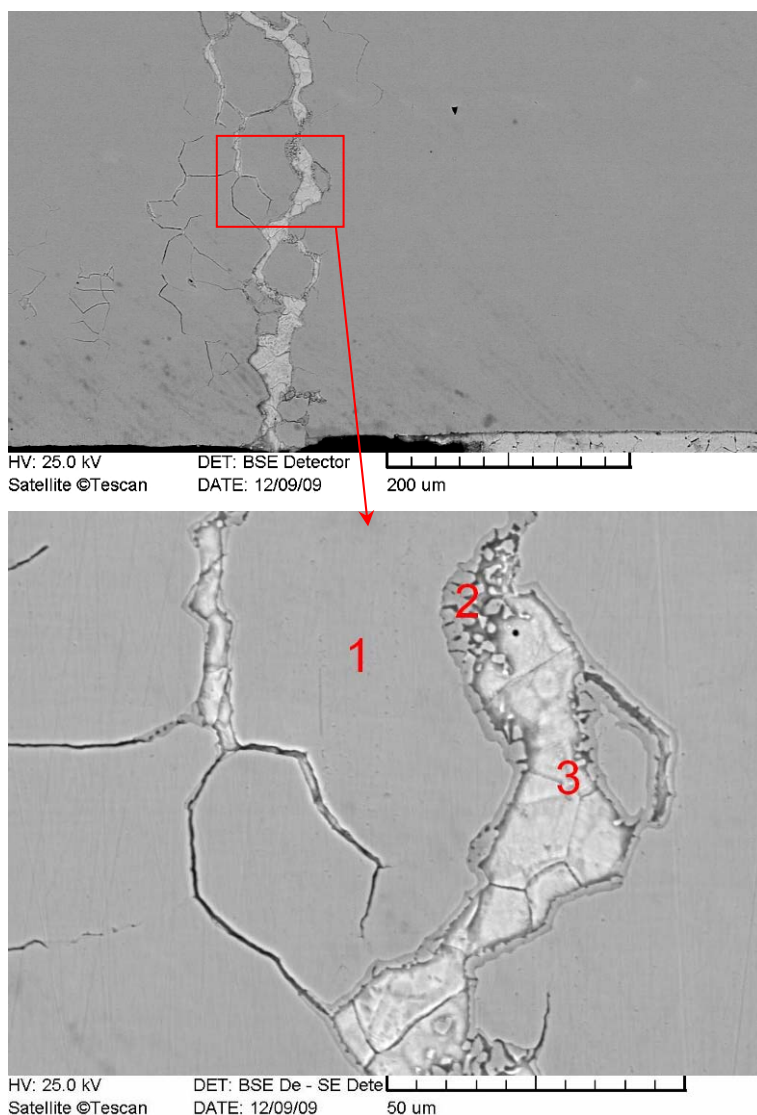 HV: 25.0 kV DET: BSE Detector
Satellite ©Tescan DATE: 12/09/09 200 um
2
1
3
HV: 25.0 kV DET: BSE De - SE Dete
Satellite ©Tescan DATE: 12/09/09 50 um